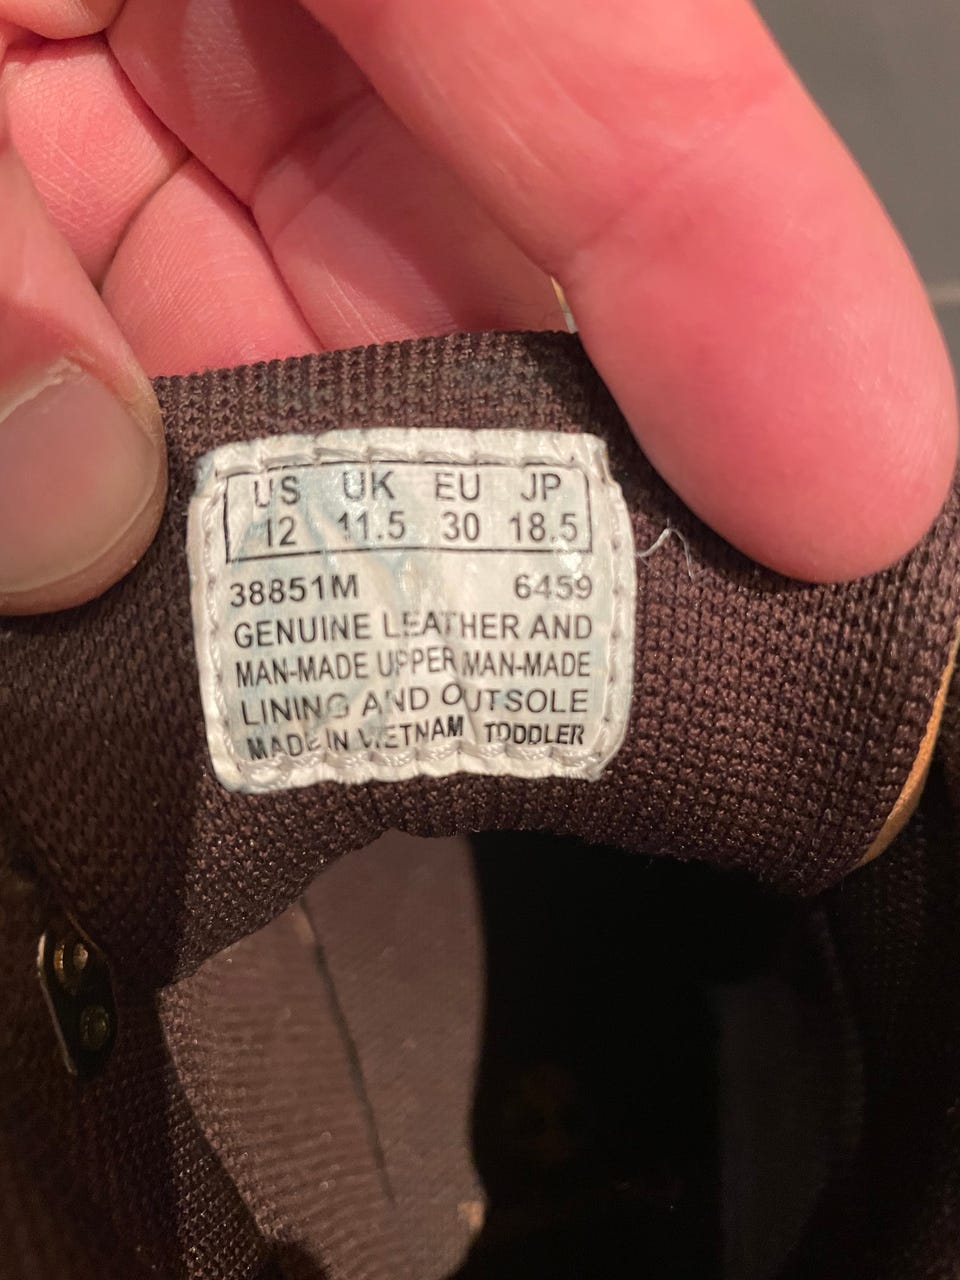 US UK EU JP
12 11.5 30 18.5
38851M 6459
GENUINE LEATHER AND
MAN-MADE UPPER MAN-MADE
LINING AND OUTSOLE
MADE IN VIETNAM TODDLER